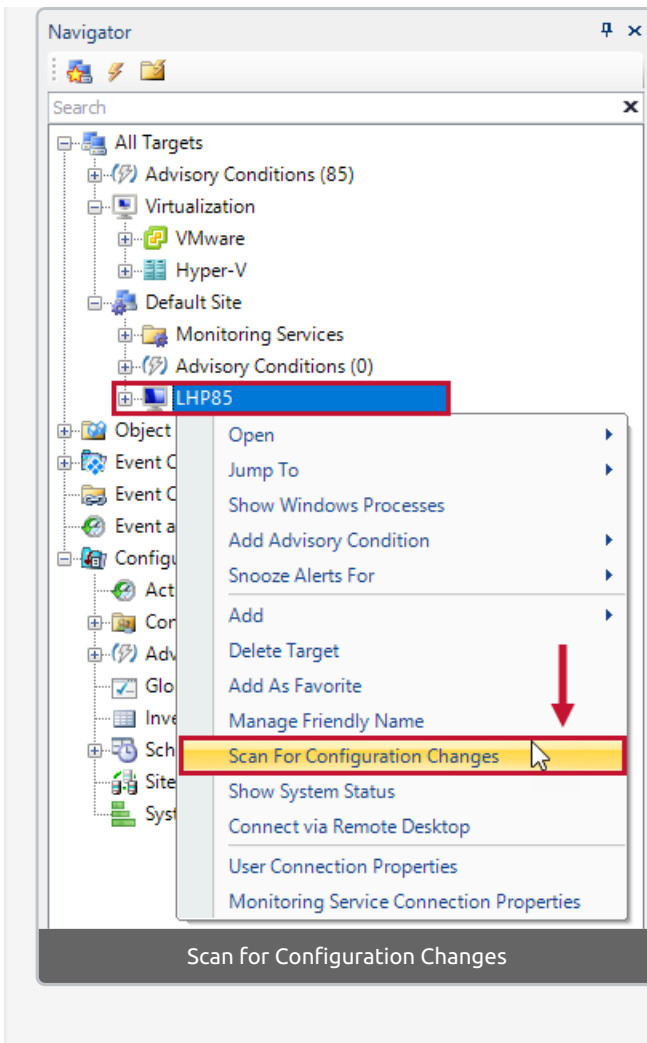 Navigator
Search
All Targets
Advisory Conditions (85)
Virtualization
VMware
Hyper-V
Default Site
Monitoring Services
Advisory Conditions (0)
LHP85
Object
Event C
Event C
Event a
Configu
Act
Con
Adv
Glo
Inve
Sch
Site
Syst
Open
Jump To
Show Windows Processes
Add Advisory Condition
Snooze Alerts For
Add
Delete Target
Add As Favorite
Manage Friendly Name
Scan For Configuration Changes
Show System Status
Connect via Remote Desktop
User Connection Properties
Monitoring Service Connection Properties
Scan for Configuration Changes